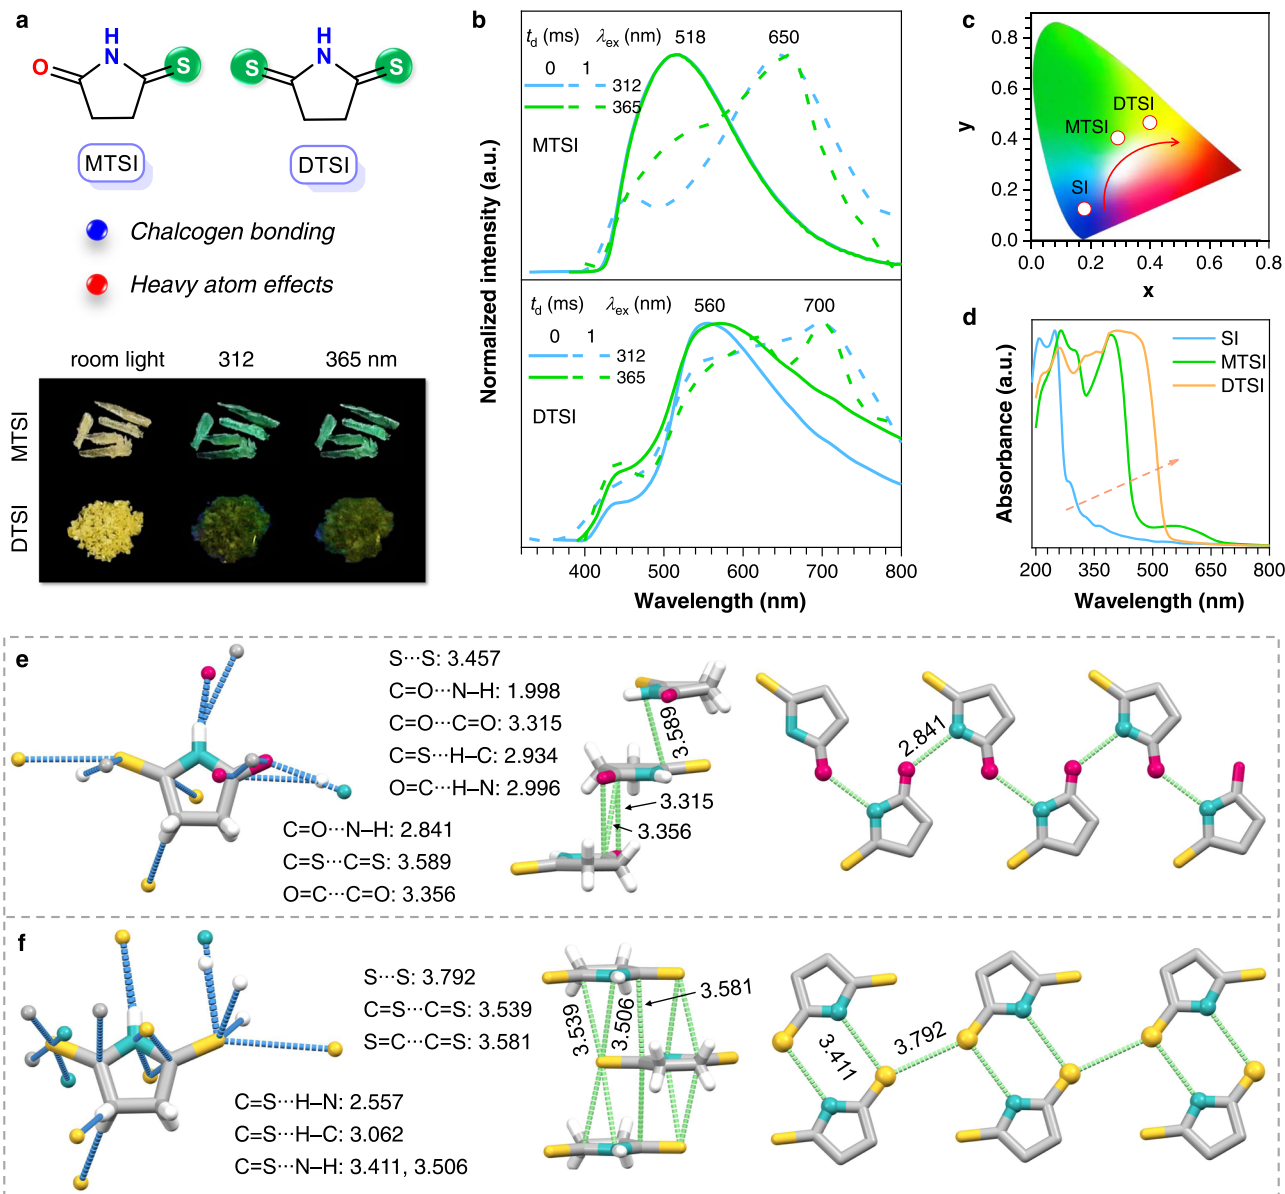 a
H
N
O
S
MTSI
H
N
S
S
DTSI
Chalcogen bonding
Heavy atom effects
room light 312 365 nm
MTSI
DTSI
b
Normalized intensity (a.u.)
td (ms) λex (nm) 518 650
0 1
312
365
MTSI
td (ms) λex (nm) 560 700
0 1
312
365
DTSI
400 500 600 700 800
Wavelength (nm)
c
y
0.8
0.6
0.4
0.2
0.0
DTSI
MTSI
SI
0.0 0.2 0.4 0.6 0.8
x
d
Absorbance (a.u.)
SI
MTSI
DTSI
200 350 500 650 800
Wavelength (nm)
e
S···S: 3.457
C=O···N–H: 1.998
C=O···C=O: 3.315
C=S···H–C: 2.934
O=C···H–N: 2.996
C=O···N–H: 2.841
C=S···C=S: 3.589
O=C···C=O: 3.356
3.589
3.315
3.356
2.841
f
S···S: 3.792
C=S···C=S: 3.539
S=C···C=S: 3.581
C=S···H–N: 2.557
C=S···H–C: 3.062
C=S···N–H: 3.411, 3.506
3.539
3.506
3.581
3.411
3.792